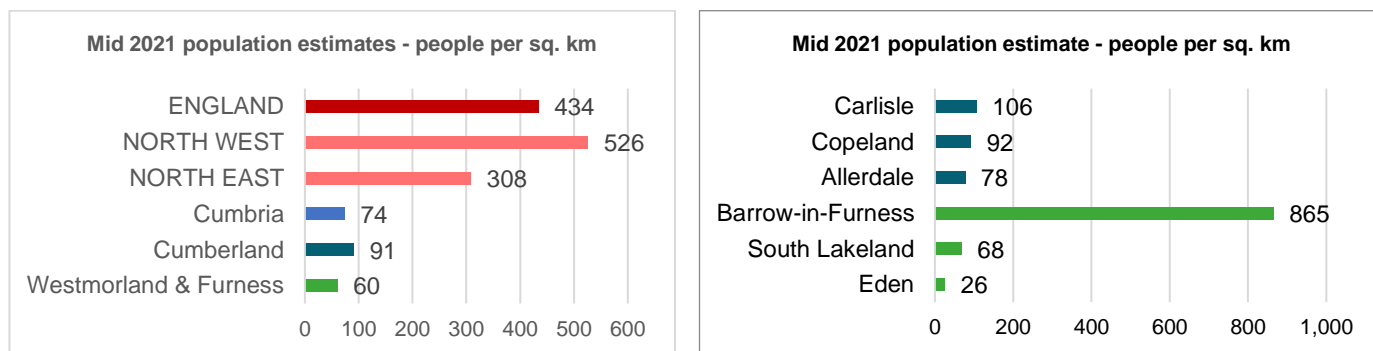 Mid 2021 population estimates - people per sq. km
ENGLAND 434
NORTH WEST 526
NORTH EAST 308
Cumbria 74
Cumberland 91
Westmorland & Furness 60
0 100 200 300 400 500 600
Mid 2021 population estimate - people per sq. km
Carlisle 106
Copeland 92
Allerdale 78
Barrow-in-Furness 865
South Lakeland 68
Eden 26
0 200 400 600 800 1,000